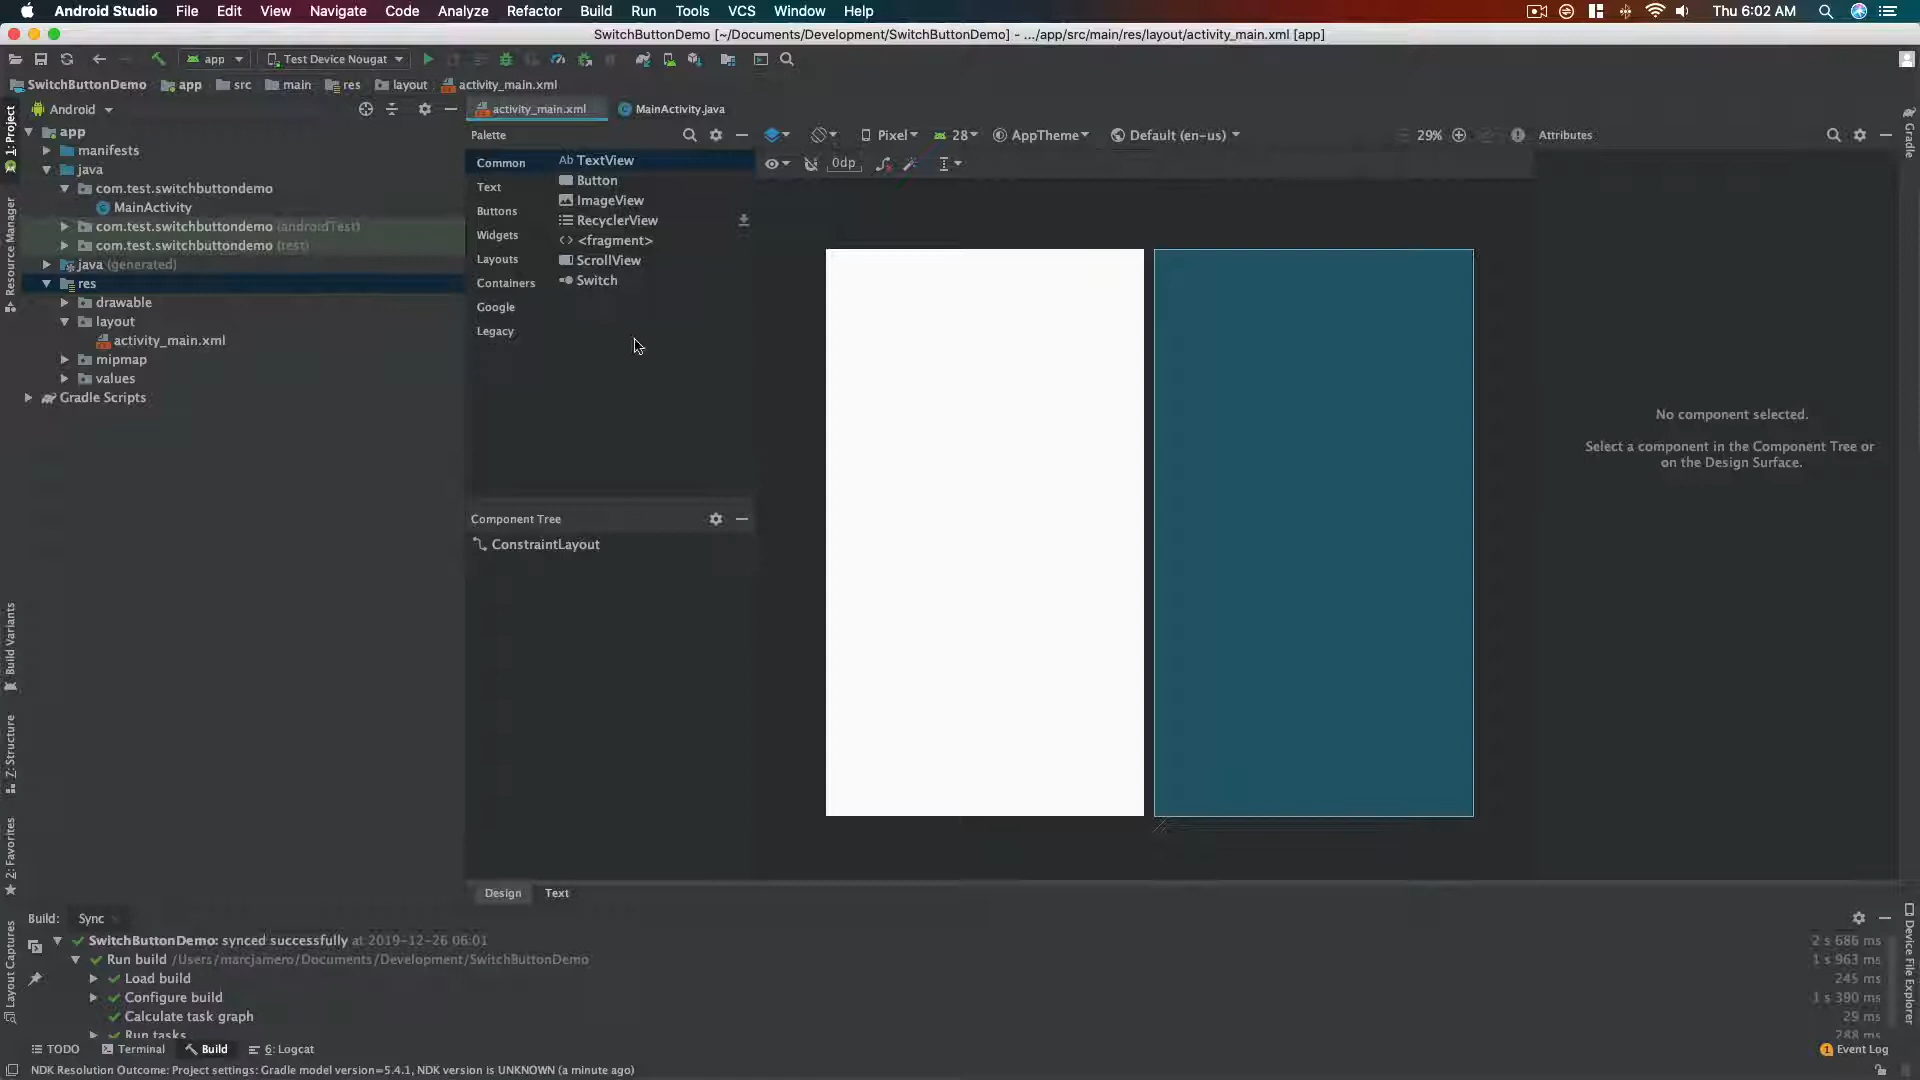 Android Studio File Edit View Navigate Code Analyze Refactor Build Run Tools VCS Window Help Thu 6:02 AM
SwitchButtonDemo [~/Documents/Development/SwitchButtonDemo] - .../app/src/main/res/layout/activity_main.xml [app]
app Test Device Nougat
SwitchButtonDemo app src main res layout activity_main.xml
Android
activity_main.xml MainActivity.java
1: Project
Resource Manager
Build Variants
Z: Structure
2: Favorites
Layout Captures
app
manifests
java
com.test.switchbuttondemo
MainActivity
com.test.switchbuttondemo (androidTest)
com.test.switchbuttondemo (test)
java (generated)
res
drawable
layout
activity_main.xml
mipmap
values
Gradle Scripts
Palette
Common
Text
Buttons
Widgets
Layouts
Containers
Google
Legacy
Ab TextView
Button
ImageView
RecyclerView
<fragment>
ScrollView
Switch
Component Tree
ConstraintLayout
Pixel 28 AppTheme Default (en-us) 29%
0dp
Attributes
No component selected.
Select a component in the Component Tree or
on the Design Surface.
Gradle
Device File Explorer
Design Text
Build: Sync
SwitchButtonDemo: synced successfully at 2019-12-26 06:01 2 s 686 ms
Run build /Users/marcjamero/Documents/Development/SwitchButtonDemo 1 s 963 ms
Load build 245 ms
Configure build 1 s 390 ms
Calculate task graph 29 ms
Run tasks 288 ms
TODO Terminal Build 6: Logcat 1 Event Log
NDK Resolution Outcome: Project settings: Gradle model version=5.4.1, NDK version is UNKNOWN (a minute ago)